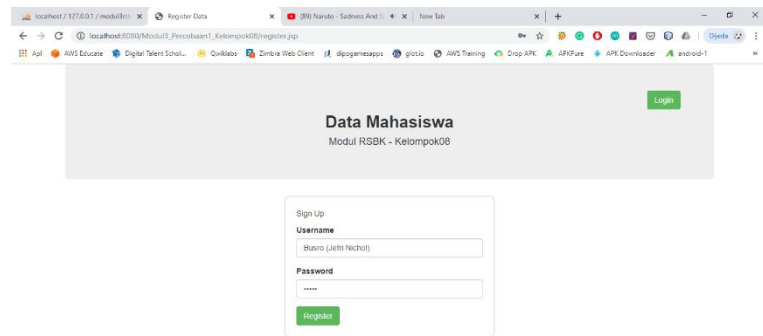 localhost / 127.0.0.1 / modul3rsb
Register Data
(89) Naruto - Sadness And S
New Tab
localhost:8080/Modul3_Percobaan1_Kelompok08/register.jsp
Dijeda
Apl
AWS Educate
Digital Talent Schol...
Qwiklabs
Zimbra Web Client
dipogamesapps
glot.io
AWS Training
Drop APK
APKPure
APK Downloader
android-1
Login
Data Mahasiswa
Modul RSBK - Kelompok08
Sign Up
Username
Busro (Jefri Nichol)
Password
•••••
Register